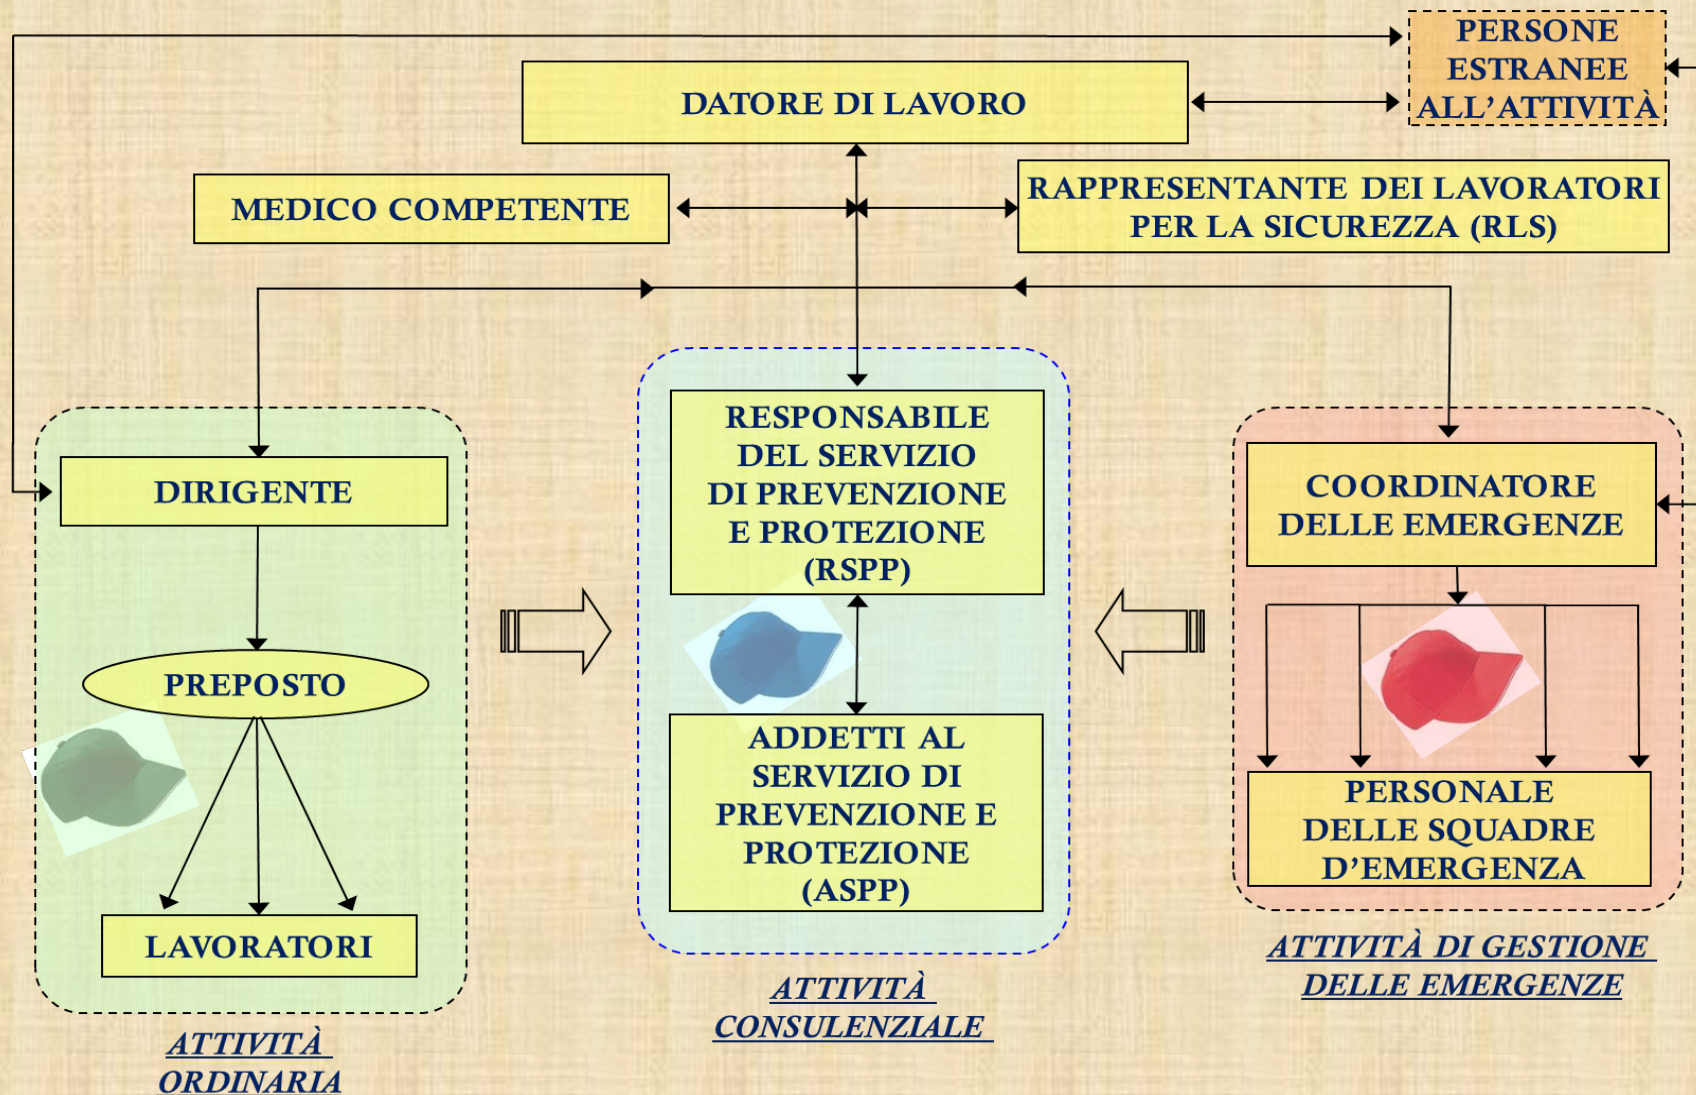 PERSONE
ESTRANEE
ALL'ATTIVITÀ
DATORE DI LAVORO
MEDICO COMPETENTE
RAPPRESENTANTE DEI LAVORATORI
PER LA SICUREZZA (RLS)
DIRIGENTE
PREPOSTO
LAVORATORI
ATTIVITÀ
ORDINARIA
RESPONSABILE
DEL SERVIZIO
DI PREVENZIONE
E PROTEZIONE
(RSPP)
ADDETTI AL
SERVIZIO DI
PREVENZIONE E
PROTEZIONE
(ASPP)
ATTIVITÀ
CONSULENZIALE
COORDINATORE
DELLE EMERGENZE
PERSONALE
DELLE SQUADRE
D'EMERGENZA
ATTIVITÀ DI GESTIONE
DELLE EMERGENZE